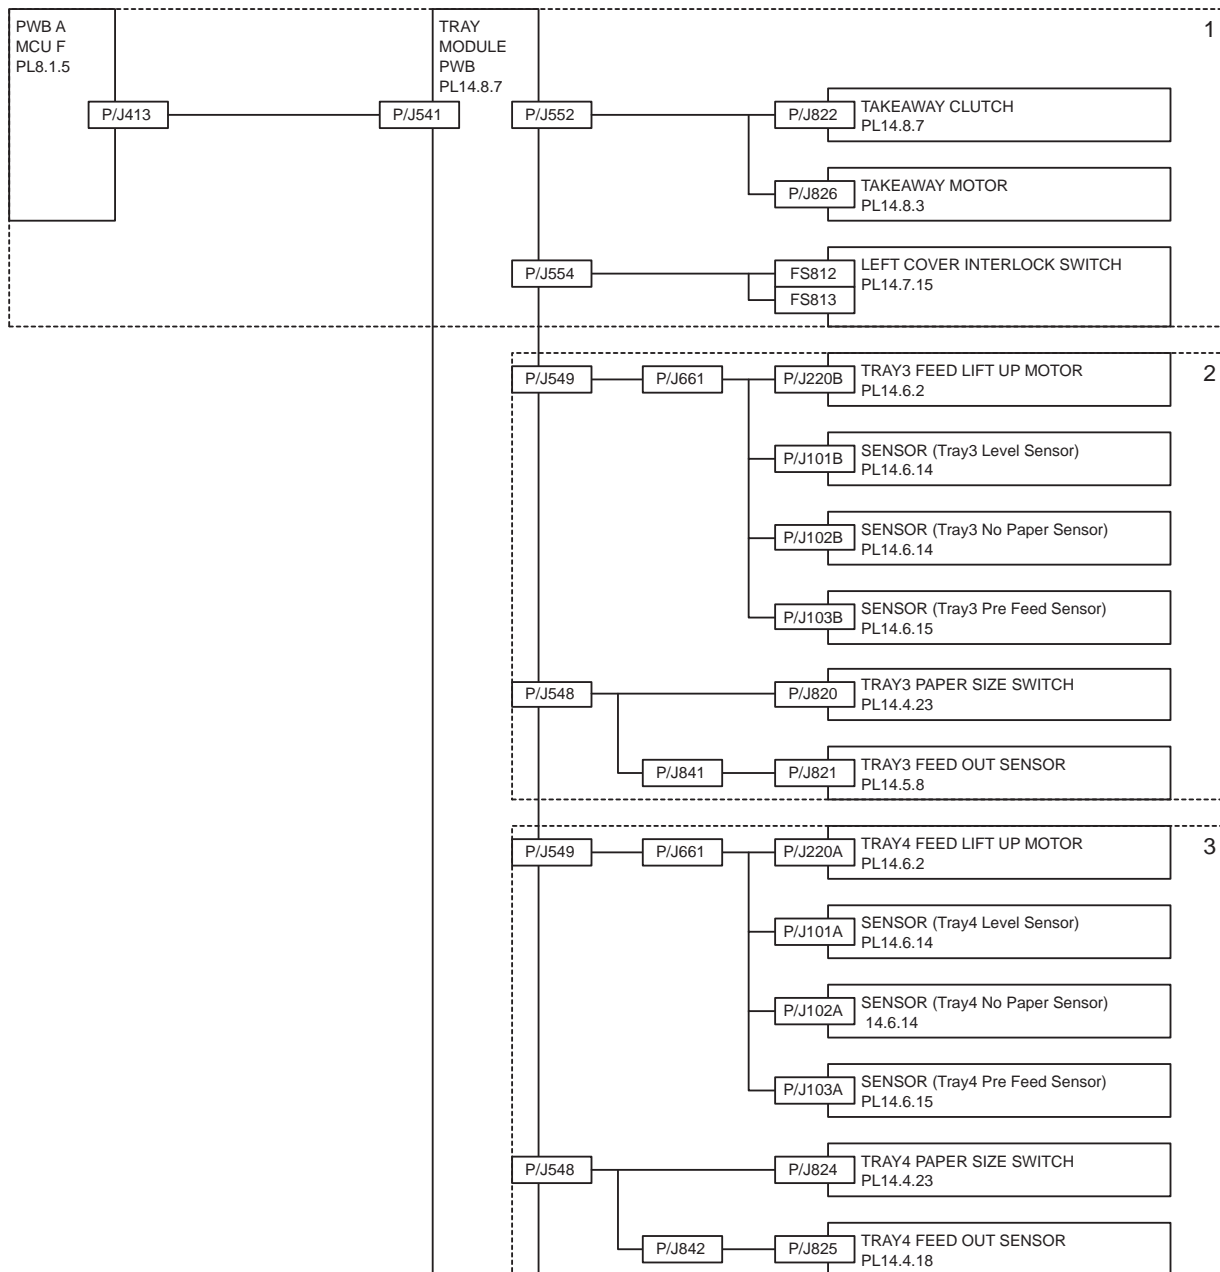 PWB A
MCU F
PL8.1.5
TRAY
MODULE
PWB
PL14.8.7
1
P/J413
P/J541
P/J552
P/J822
TAKEAWAY CLUTCH
PL14.8.7
P/J826
TAKEAWAY MOTOR
PL14.8.3
P/J554
FS812
FS813
LEFT COVER INTERLOCK SWITCH
PL14.7.15
2
P/J549
P/J661
P/J220B
TRAY3 FEED LIFT UP MOTOR
PL14.6.2
P/J101B
SENSOR (Tray3 Level Sensor)
PL14.6.14
P/J102B
SENSOR (Tray3 No Paper Sensor)
PL14.6.14
P/J103B
SENSOR (Tray3 Pre Feed Sensor)
PL14.6.15
P/J548
P/J820
TRAY3 PAPER SIZE SWITCH
PL14.4.23
P/J841
P/J821
TRAY3 FEED OUT SENSOR
PL14.5.8
3
P/J549
P/J661
P/J220A
TRAY4 FEED LIFT UP MOTOR
PL14.6.2
P/J101A
SENSOR (Tray4 Level Sensor)
PL14.6.14
P/J102A
SENSOR (Tray4 No Paper Sensor)
14.6.14
P/J103A
SENSOR (Tray4 Pre Feed Sensor)
PL14.6.15
P/J548
P/J824
TRAY4 PAPER SIZE SWITCH
PL14.4.23
P/J842
P/J825
TRAY4 FEED OUT SENSOR
PL14.4.18